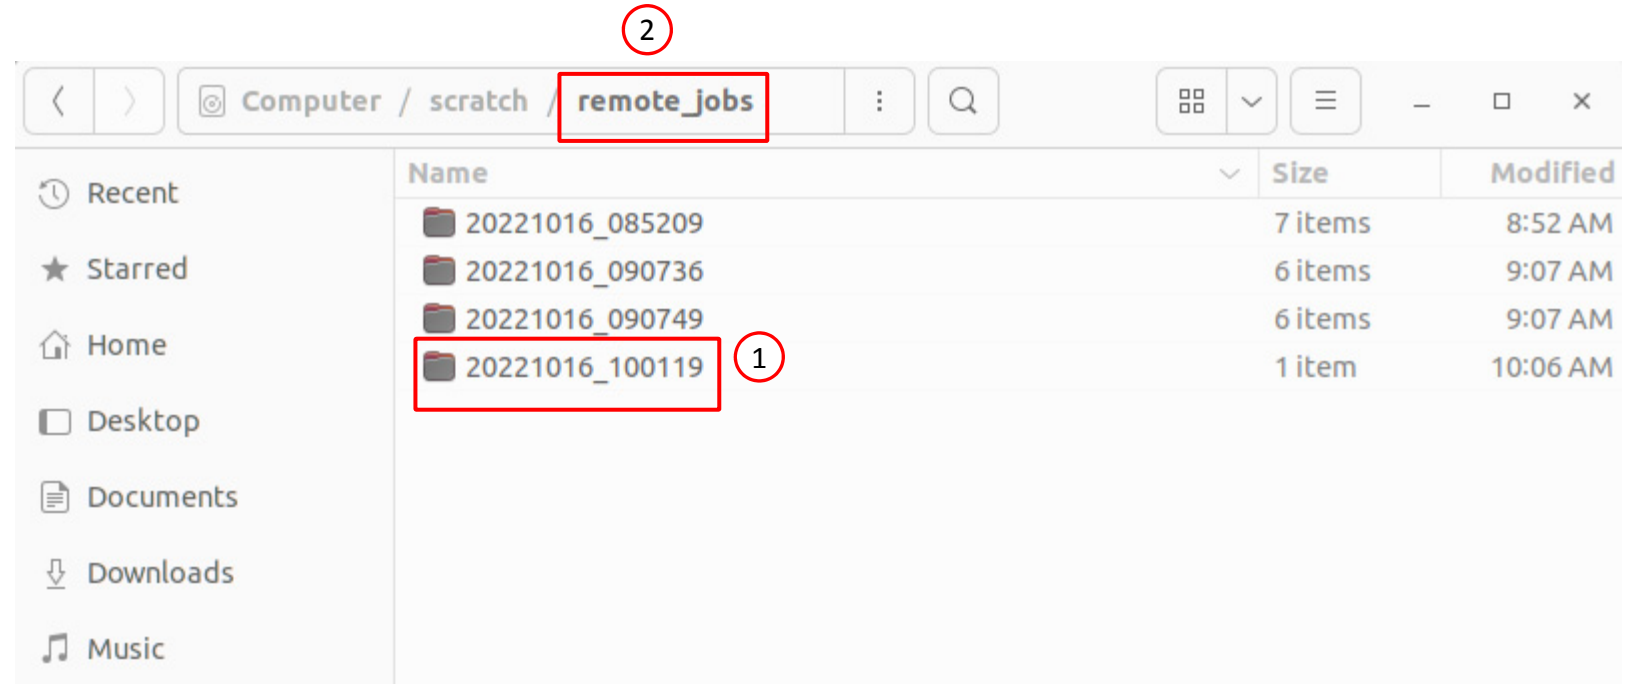 2
Computer / scratch / remote_jobs
Name Size Modified
Recent
20221016_085209 7 items 8:52 AM
Starred
20221016_090736 6 items 9:07 AM
20221016_090749 6 items 9:07 AM
Home
20221016_100119 1 1 item 10:06 AM
Desktop
Documents
Downloads
Music